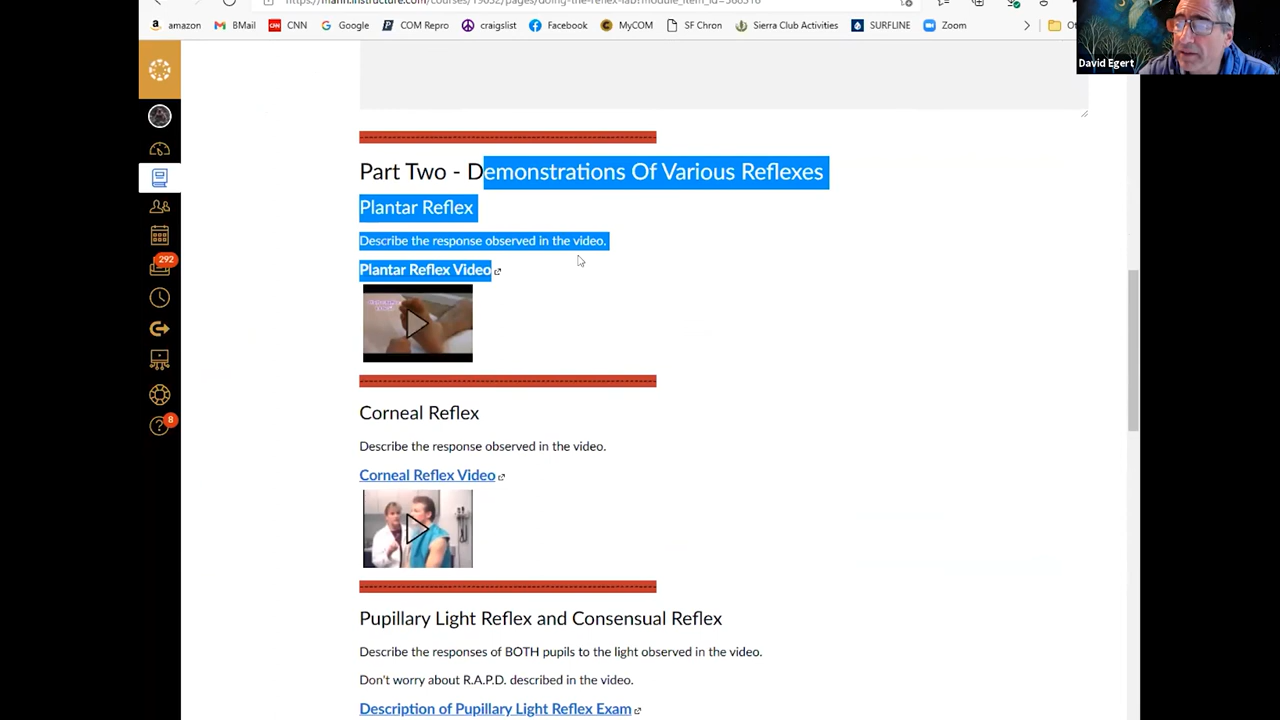 amazon
BMail
CNN
Google
COM Repro
craigslist
Facebook
MyCOM
SF Chron
Sierra Club Activities
SURFLINE
Zoom
David Egert
292
8
Part Two - Demonstrations Of Various Reflexes
Plantar Reflex
Describe the response observed in the video.
Plantar Reflex Video
Corneal Reflex
Describe the response observed in the video.
Corneal Reflex Video
Pupillary Light Reflex and Consensual Reflex
Describe the responses of BOTH pupils to the light observed in the video.
Don't worry about R.A.P.D. described in the video.
Description of Pupillary Light Reflex Exam